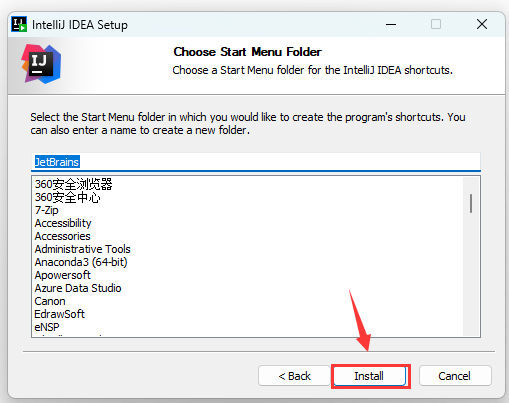 IntelliJ IDEA Setup
IJ
Choose Start Menu Folder
Choose a Start Menu folder for the IntelliJ IDEA shortcuts.
Select the Start Menu folder in which you would like to create the program's shortcuts. You
can also enter a name to create a new folder.
JetBrains
360安全浏览器
360安全中心
7-Zip
Accessibility
Accessories
Administrative Tools
Anaconda3 (64-bit)
Apowersoft
Azure Data Studio
Canon
EdrawSoft
eNSP
< Back
Install
Cancel